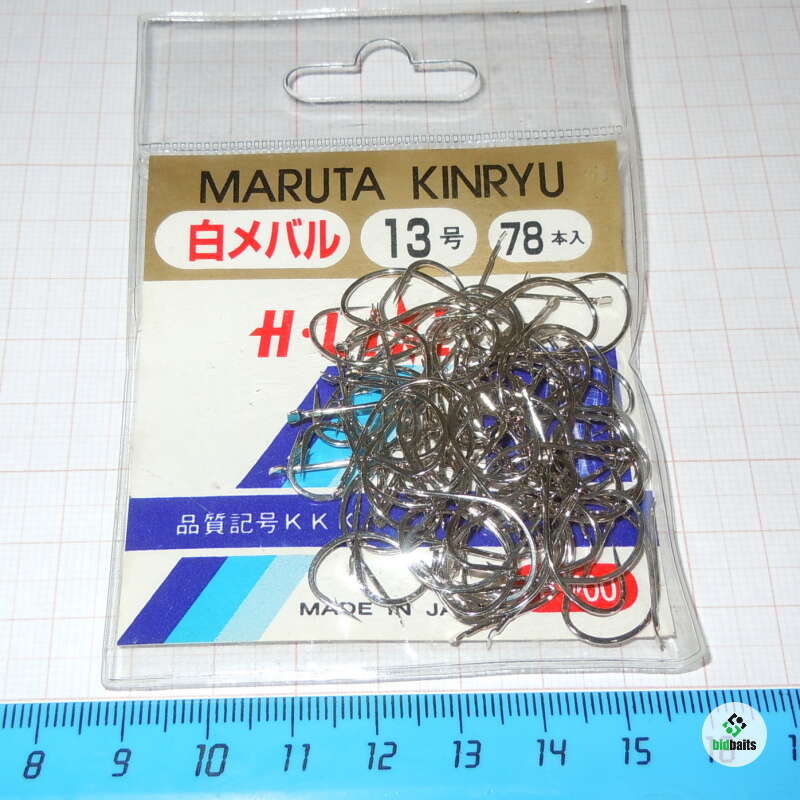 MARUTA KINRYU
白メバル 13号 78本入
品質記号KK
MADE IN
8 9 10 11 12 13 14 15 16
bidbaits